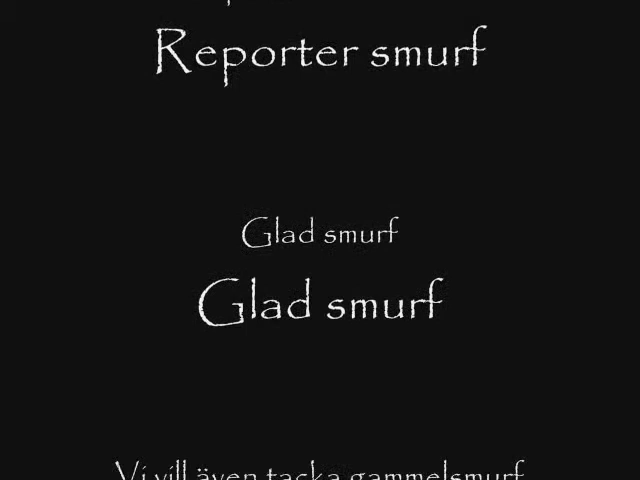 Reporter smurf
Glad smurf
Glad smurf
Vi vill även tacka gammelsmurf